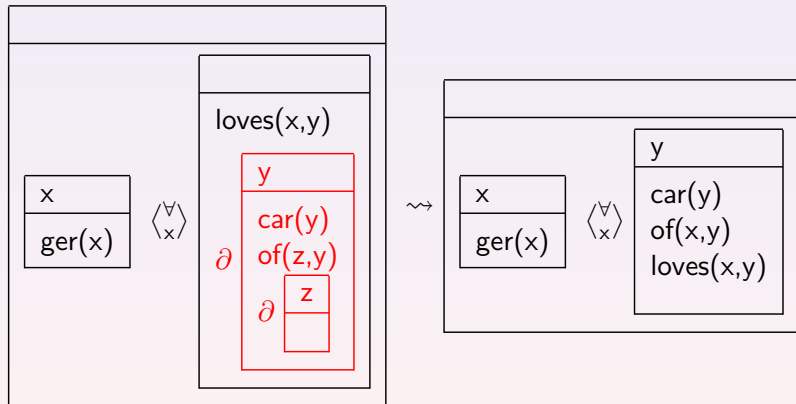 loves(x,y)
x
ger(x)
⟨∀x⟩
y
car(y)
of(z,y)
∂
∂
z
⇝
x
ger(x)
⟨∀x⟩
y
car(y)
of(x,y)
loves(x,y)